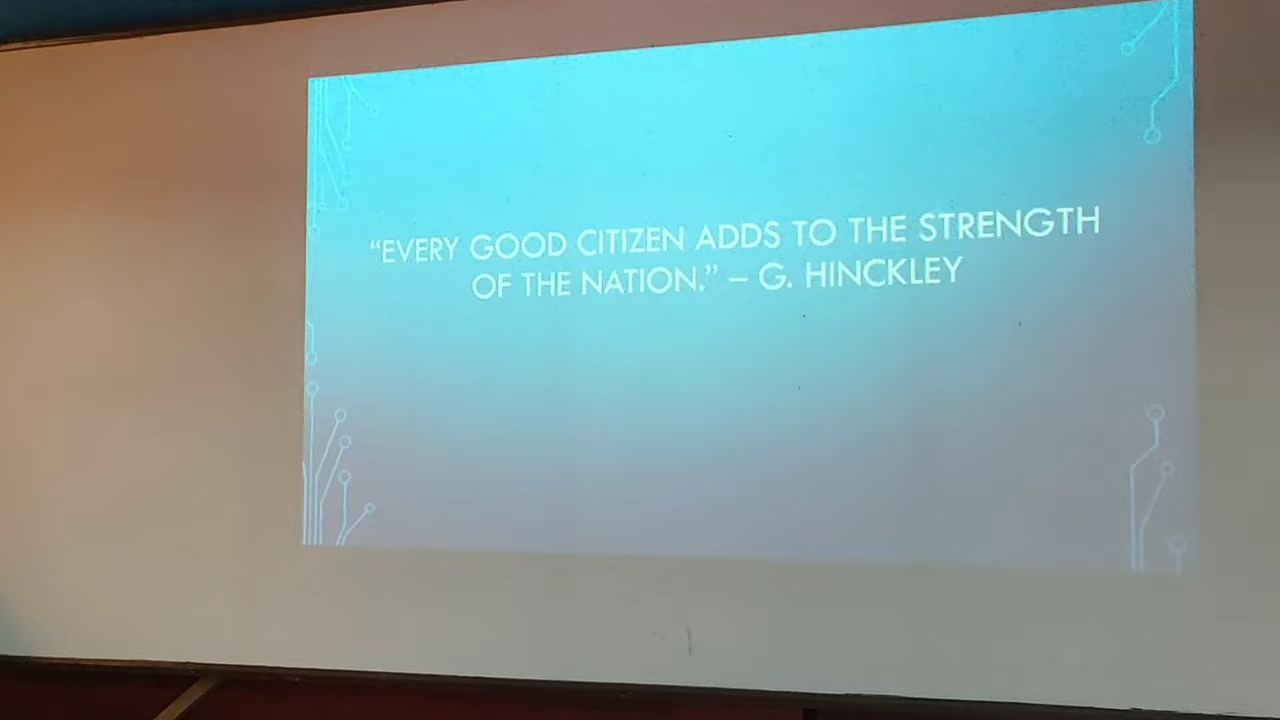 “EVERY GOOD CITIZEN ADDS TO THE STRENGTH
OF THE NATION.” – G. HINCKLEY